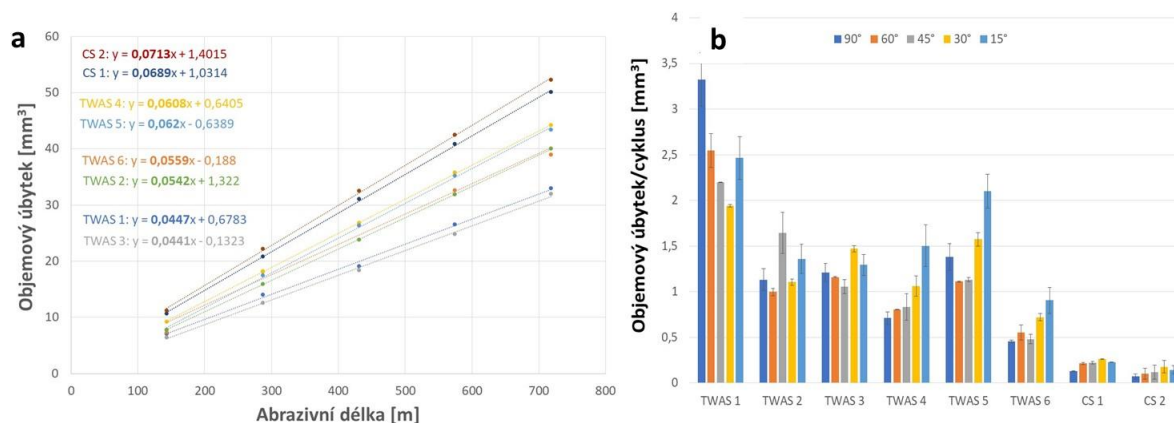 a
CS 2: y = 0,0713x + 1,4015
CS 1: y = 0,0689x + 1,0314
TWAS 4: y = 0,0608x + 0,6405
TWAS 5: y = 0,062x - 0,6389
TWAS 6: y = 0,0559x - 0,188
TWAS 2: y = 0,0542x + 1,322
TWAS 1: y = 0,0447x + 0,6783
TWAS 3: y = 0,0441x - 0,1323
Objemový úbytek [mm³]
60
50
40
30
20
10
0
0 100 200 300 400 500 600 700 800
Abrazivní délka [m]
b
90° 60° 45° 30° 15°
Objemový úbytek/cyklus [mm³]
4
3,5
3
2,5
2
1,5
1
0,5
0
TWAS 1 TWAS 2 TWAS 3 TWAS 4 TWAS 5 TWAS 6 CS 1 CS 2